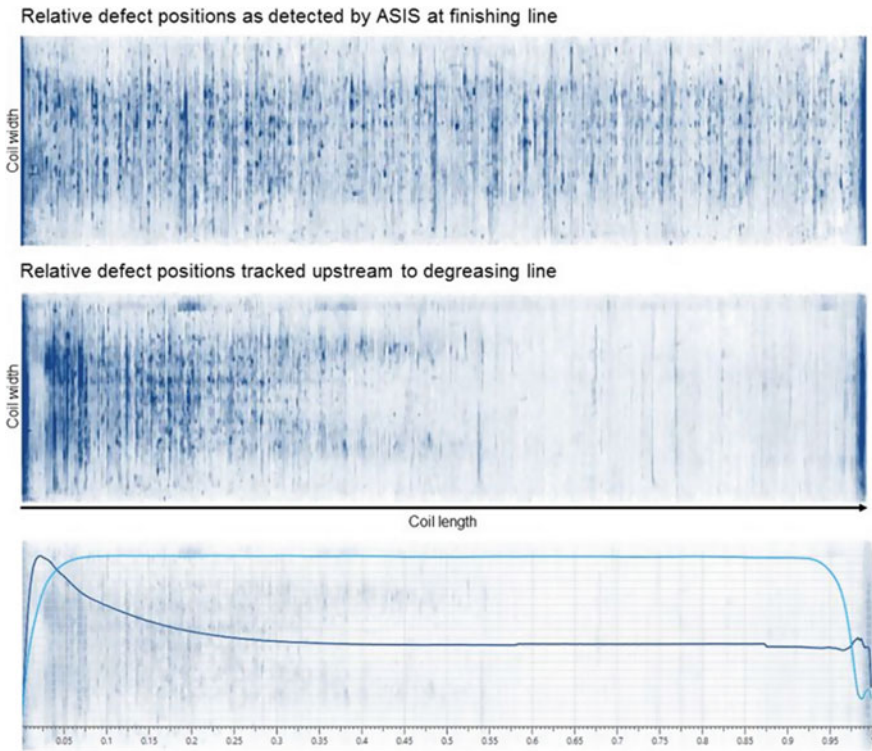 Relative defect positions as detected by ASIS at finishing line
Coil width
Relative defect positions tracked upstream to degreasing line
Coil width
Coil length
0.05 0.1 0.15 0.2 0.25 0.3 0.35 0.4 0.45 0.5 0.55 0.6 0.65 0.7 0.75 0.8 0.85 0.9 0.95